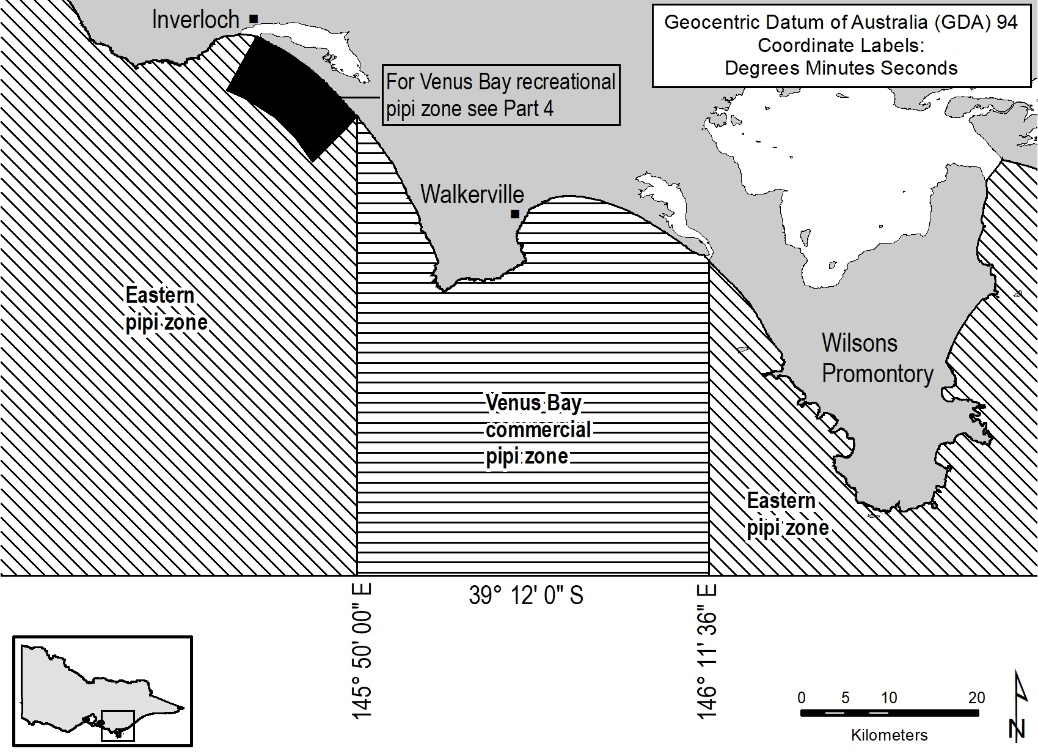 Inverloch
Geocentric Datum of Australia (GDA) 94
Coordinate Labels:
Degrees Minutes Seconds
For Venus Bay recreational
pipi zone see Part 4
Walkerville
Eastern
pipi zone
Wilsons
Promontory
Venus Bay
commercial
pipi zone
Eastern
pipi zone
39° 12' 0" S
145° 50' 00" E
146° 11' 36" E
0 5 10 20
Kilometers
N